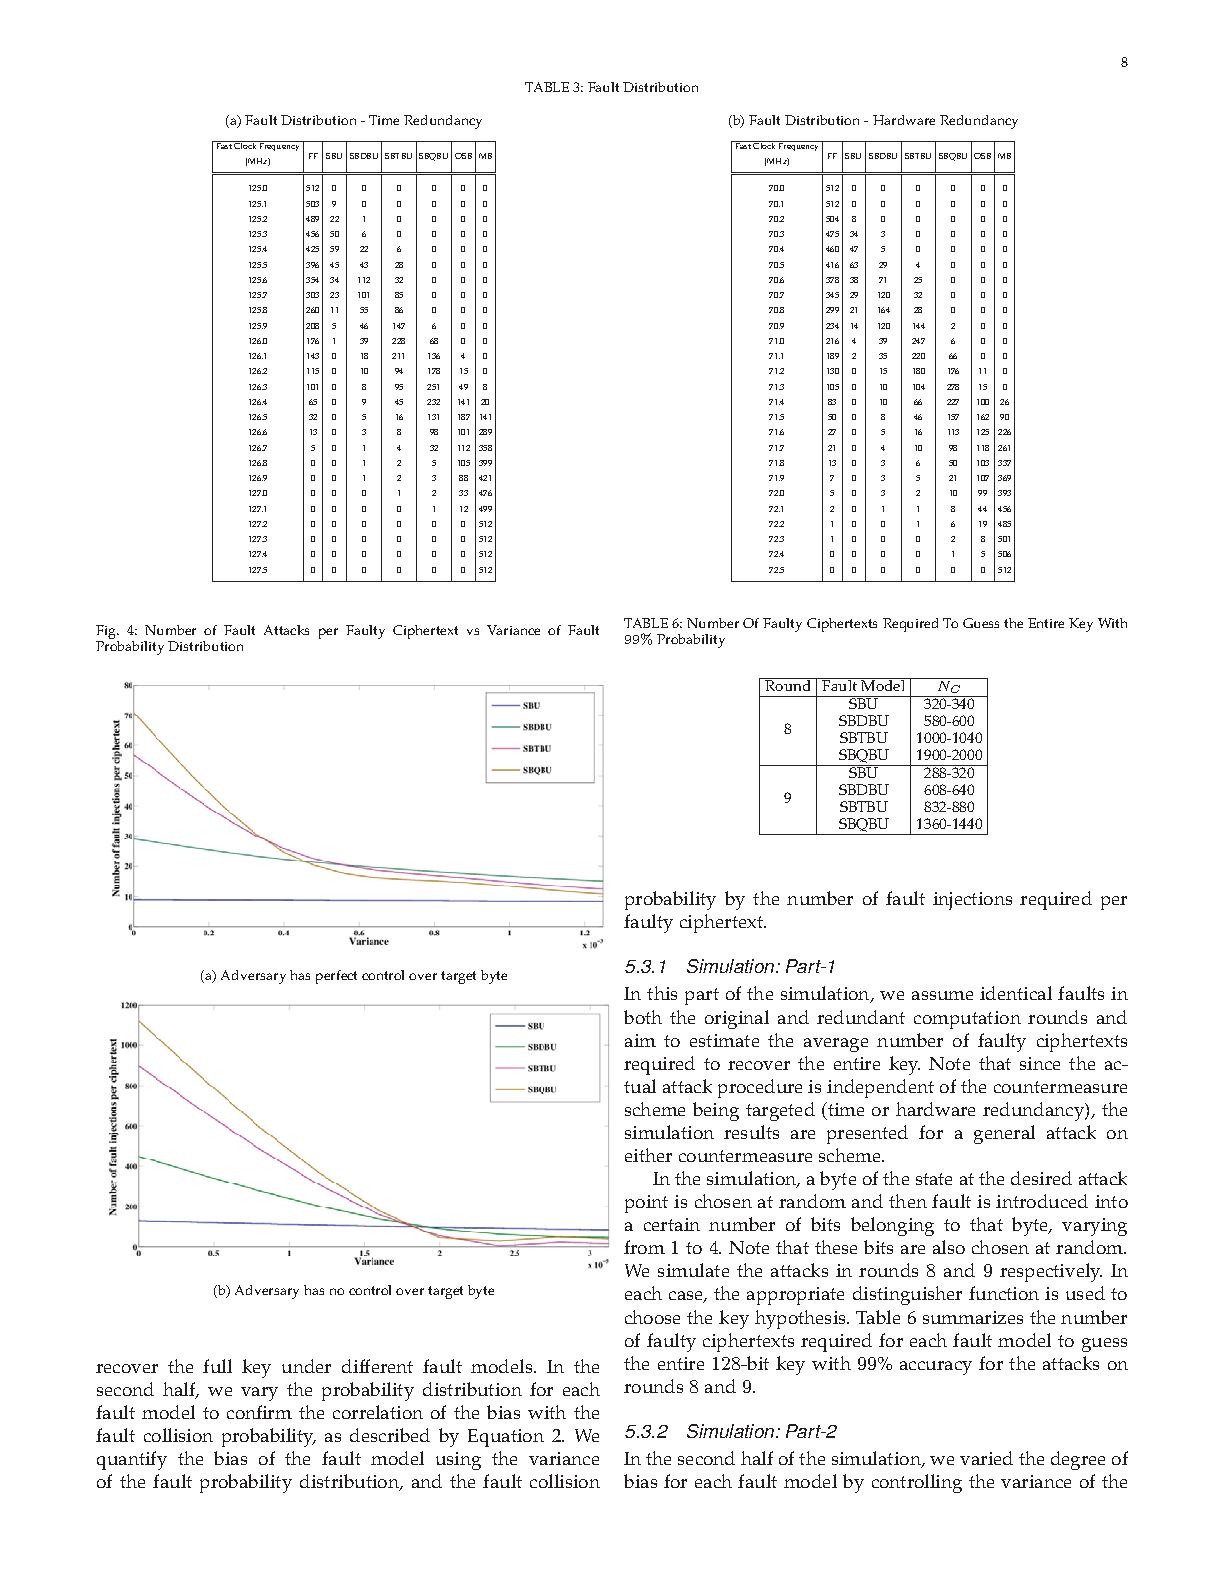 8
TABLE 3: Fault Distribution
(a) Fault Distribution - Time Redundancy
Fast Clock Frequency (MHz) FF SBU SBDBU SBTBU SBQBU OSB MB
125.0 512 0 0 0 0 0 0
125.1 503 9 0 0 0 0 0
125.2 489 22 1 0 0 0 0
125.3 456 50 6 0 0 0 0
125.4 425 59 22 6 0 0 0
125.5 396 45 43 28 0 0 0
125.6 354 34 112 32 0 0 0
125.7 303 23 101 85 0 0 0
125.8 260 11 55 86 0 0 0
125.9 208 5 46 147 6 0 0
126.0 176 1 39 228 68 0 0
126.1 143 0 18 211 136 4 0
126.2 115 0 10 94 178 15 0
126.3 101 0 8 95 251 49 8
126.4 65 0 9 45 232 141 20
126.5 32 0 5 16 131 187 141
126.6 13 0 3 8 98 101 289
126.7 5 0 1 4 32 112 358
126.8 0 0 1 2 5 105 399
126.9 0 0 1 2 3 88 421
127.0 0 0 0 1 2 33 476
127.1 0 0 0 0 1 12 499
127.2 0 0 0 0 0 0 512
127.3 0 0 0 0 0 0 512
127.4 0 0 0 0 0 0 512
127.5 0 0 0 0 0 0 512
(b) Fault Distribution - Hardware Redundancy
Fast Clock Frequency (MHz) FF SBU SBDBU SBTBU SBQBU OSB MB
70.0 512 0 0 0 0 0 0
70.1 512 0 0 0 0 0 0
70.2 504 8 0 0 0 0 0
70.3 475 34 3 0 0 0 0
70.4 460 47 5 0 0 0 0
70.5 416 63 29 4 0 0 0
70.6 378 38 71 25 0 0 0
70.7 345 29 120 32 0 0 0
70.8 299 21 164 28 0 0 0
70.9 234 14 120 144 2 0 0
71.0 216 4 39 247 6 0 0
71.1 189 2 35 220 66 0 0
71.2 130 0 15 180 176 11 0
71.3 105 0 10 104 278 15 0
71.4 83 0 10 66 227 100 26
71.5 50 0 8 46 157 162 90
71.6 27 0 5 16 113 125 226
71.7 21 0 4 10 98 118 261
71.8 13 0 3 6 50 103 337
71.9 7 0 3 5 21 107 369
72.0 5 0 3 2 10 99 393
72.1 2 0 1 1 8 44 456
72.2 1 0 0 1 6 19 485
72.3 1 0 0 0 2 8 501
72.4 0 0 0 0 1 5 506
72.5 0 0 0 0 0 0 512
Fig. 4: Number of Fault Attacks per Faulty Ciphertext vs Variance of Fault
Probability Distribution
Number of fault injections per ciphertext
80
70
60
50
40
30
20
10
0
0 0.2 0.4 0.6 0.8 1 1.2
Variance
x 10⁻³
SBU
SBDBU
SBTBU
SBQBU
(a) Adversary has perfect control over target byte
Number of fault injections per ciphertext
1200
1000
800
600
400
200
0
0 0.5 1 1.5 2 2.5 3
Variance
SBU
SBDBU
SBTBU
SBQBU
(b) Adversary has no control over target byte
recover the full key under different fault models. In the
second half, we vary the probability distribution for each
fault model to confirm the correlation of the bias with the
fault collision probability, as described by Equation 2. We
quantify the bias of the fault model using the variance
of the fault probability distribution, and the fault collision
TABLE 6: Number Of Faulty Ciphertexts Required To Guess the Entire Key With
99% Probability
Round Fault Model N_C
8
SBU 320-340
SBDBU 580-600
SBTBU 1000-1040
SBQBU 1900-2000
9
SBU 288-320
SBDBU 608-640
SBTBU 832-880
SBQBU 1360-1440
probability by the number of fault injections required per
faulty ciphertext.
5.3.1 Simulation: Part-1
In this part of the simulation, we assume identical faults in
both the original and redundant computation rounds and
aim to estimate the average number of faulty ciphertexts
required to recover the entire key. Note that since the ac-
tual attack procedure is independent of the countermeasure
scheme being targeted (time or hardware redundancy), the
simulation results are presented for a general attack on
either countermeasure scheme.
In the simulation, a byte of the state at the desired attack
point is chosen at random and then fault is introduced into
a certain number of bits belonging to that byte, varying
from 1 to 4. Note that these bits are also chosen at random.
We simulate the attacks in rounds 8 and 9 respectively. In
each case, the appropriate distinguisher function is used to
choose the key hypothesis. Table 6 summarizes the number
of faulty ciphertexts required for each fault model to guess
the entire 128-bit key with 99% accuracy for the attacks on
rounds 8 and 9.
5.3.2 Simulation: Part-2
In the second half of the simulation, we varied the degree of
bias for each fault model by controlling the variance of the